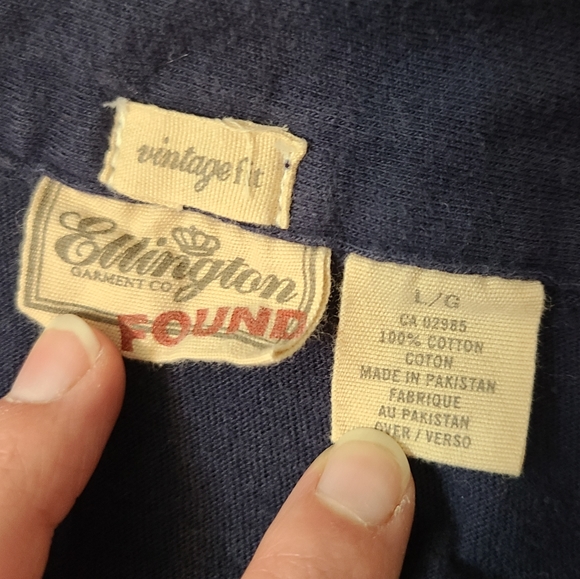 vintage fit
Ellington
GARMENT CO.
FOUND
L/G
CA 02985
100% COTTON
COTON
MADE IN PAKISTAN
FABRIQUE
AU PAKISTAN
OVER / VERSO